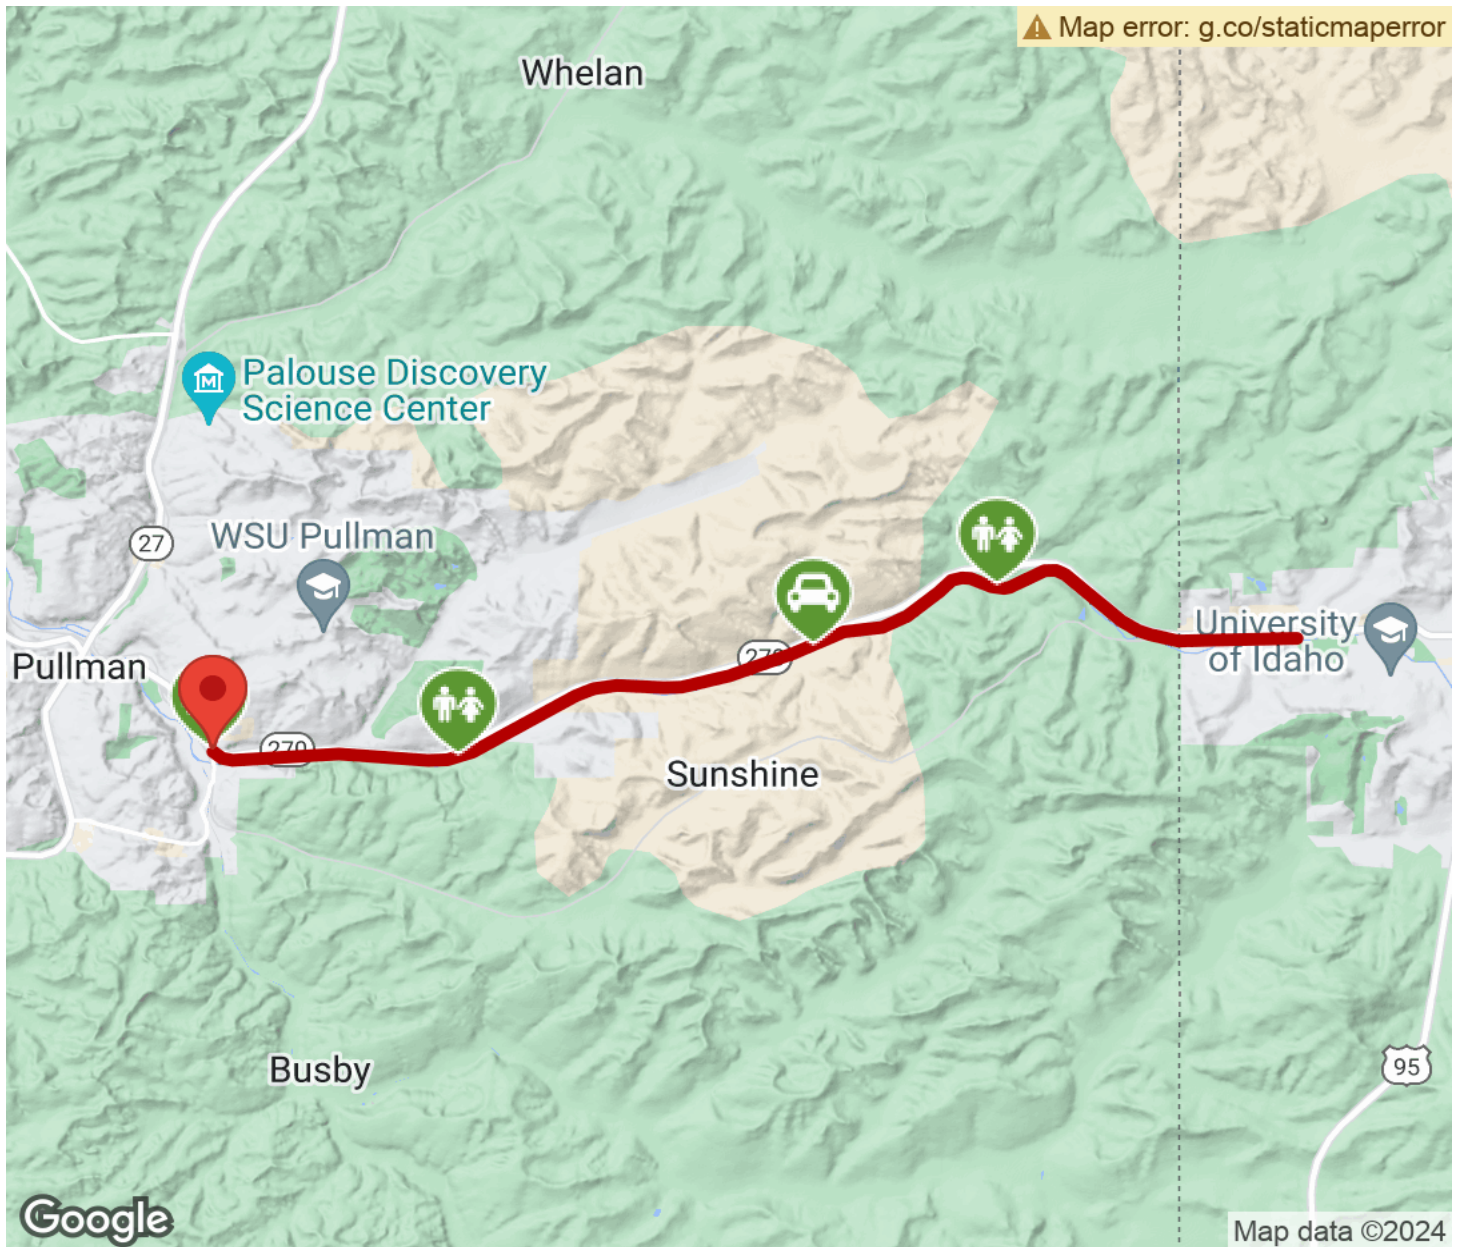 Map error: g.co/staticmaperror
Whelan
Palouse Discovery
Science Center
27
WSU Pullman
University
of Idaho
Pullman
270
Sunshine
95
Busby
Google
Map data ©2024